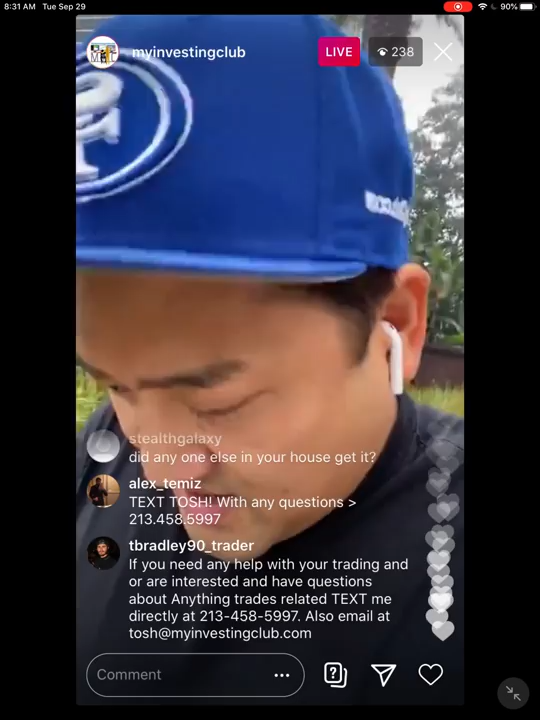 8:31 AM Tue Sep 29
90%
myinvestingclub
LIVE
238
stealthgalaxy
did any one else in your house get it?
alex_temiz
TEXT TOSH! With any questions >
213.458.5997
tbradley90_trader
If you need any help with your trading and
or are interested and have questions
about Anything trades related TEXT me
directly at 213-458-5997. Also email at
tosh@myinvestingclub.com
Comment